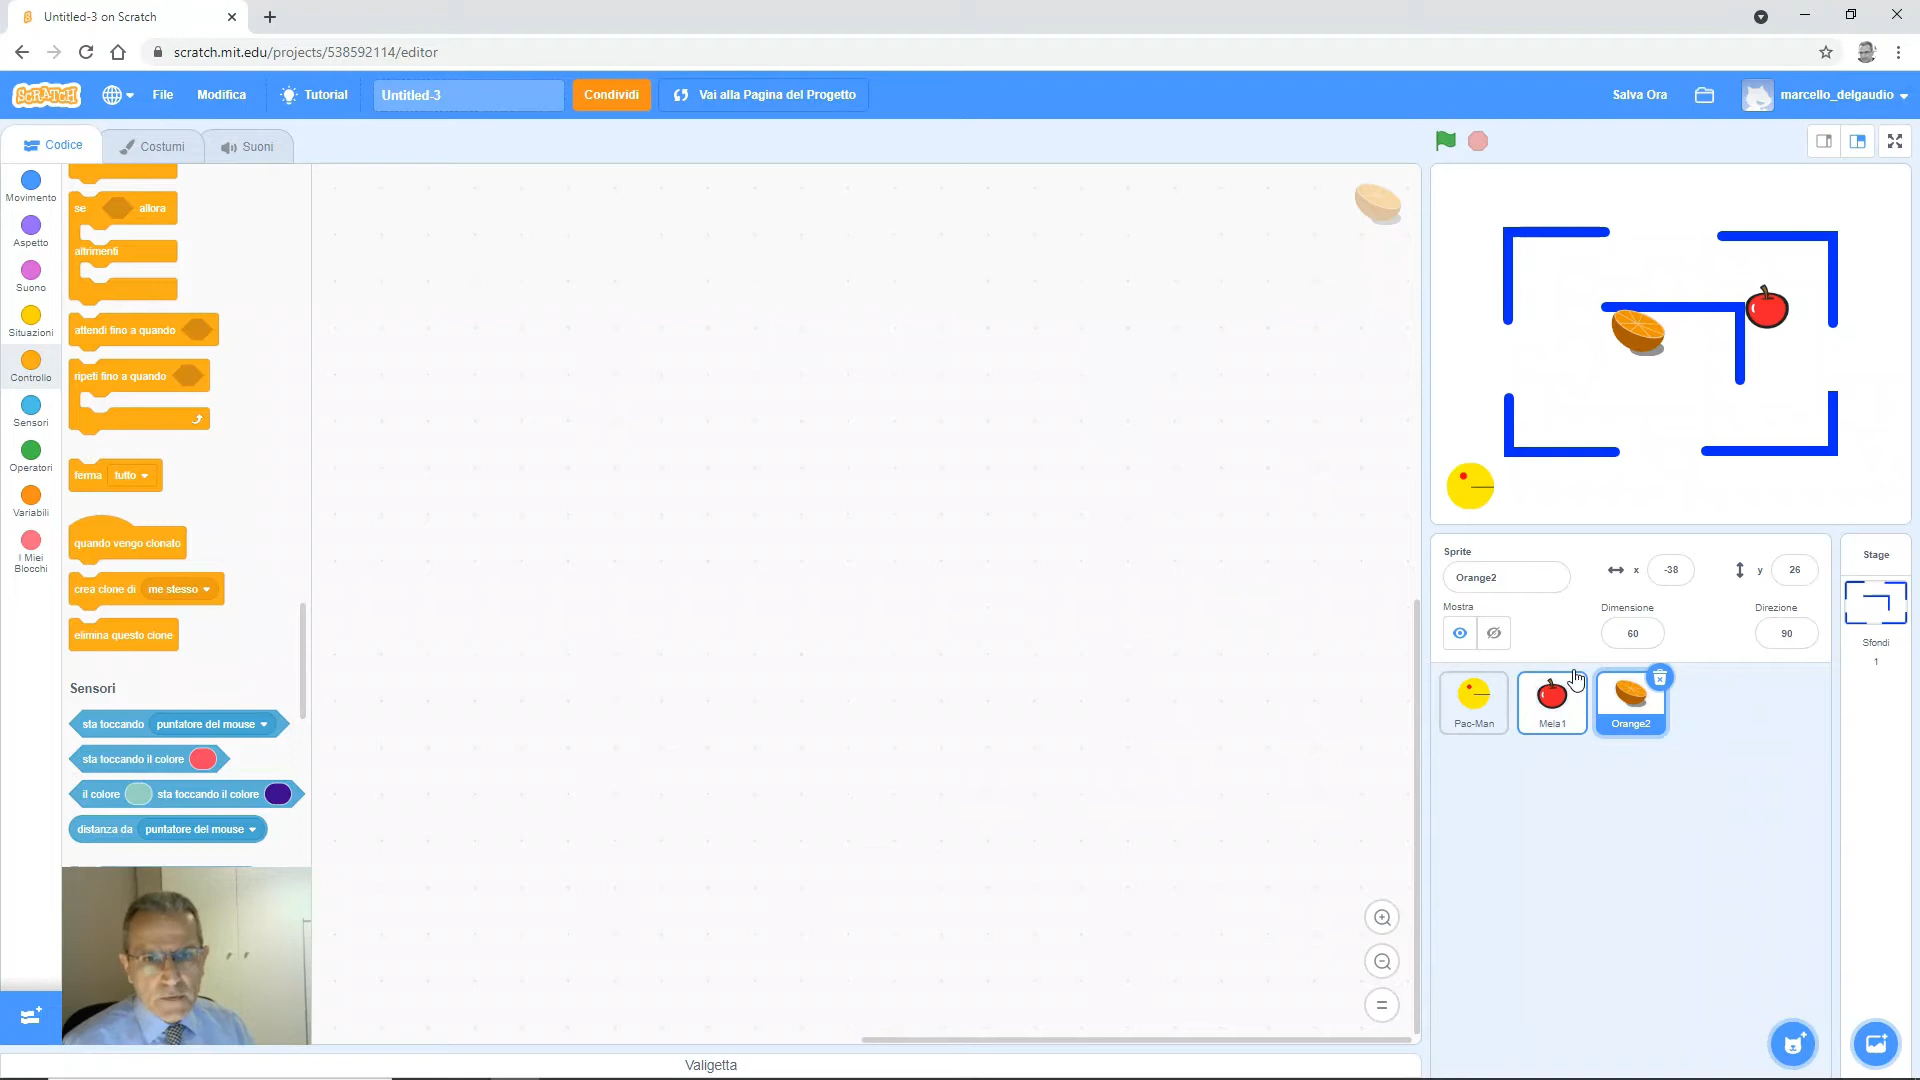 Untitled-3 on Scratch
scratch.mit.edu/projects/538592114/editor
SCRATCH File Modifica Tutorial Untitled-3 Condividi Vai alla Pagina del Progetto Salva Ora marcello_delgaudio
Codice Costumi Suoni
Movimento
Aspetto
Suono
Situazioni
Controllo
Sensori
Operatori
Variabili
I Miei
Blocchi
se allora
altrimenti
attendi fino a quando
ripeti fino a quando
ferma tutto
quando vengo clonato
crea clone di me stesso
elimina questo clone
Sensori
sta toccando puntatore del mouse
sta toccando il colore
il colore sta toccando il colore
distanza da puntatore del mouse
Valigetta
Sprite
Orange2
x -38
y 26
Mostra
Dimensione
60
Direzione
90
Pac-Man
Mela1
Orange2
Stage
Sfondi
1